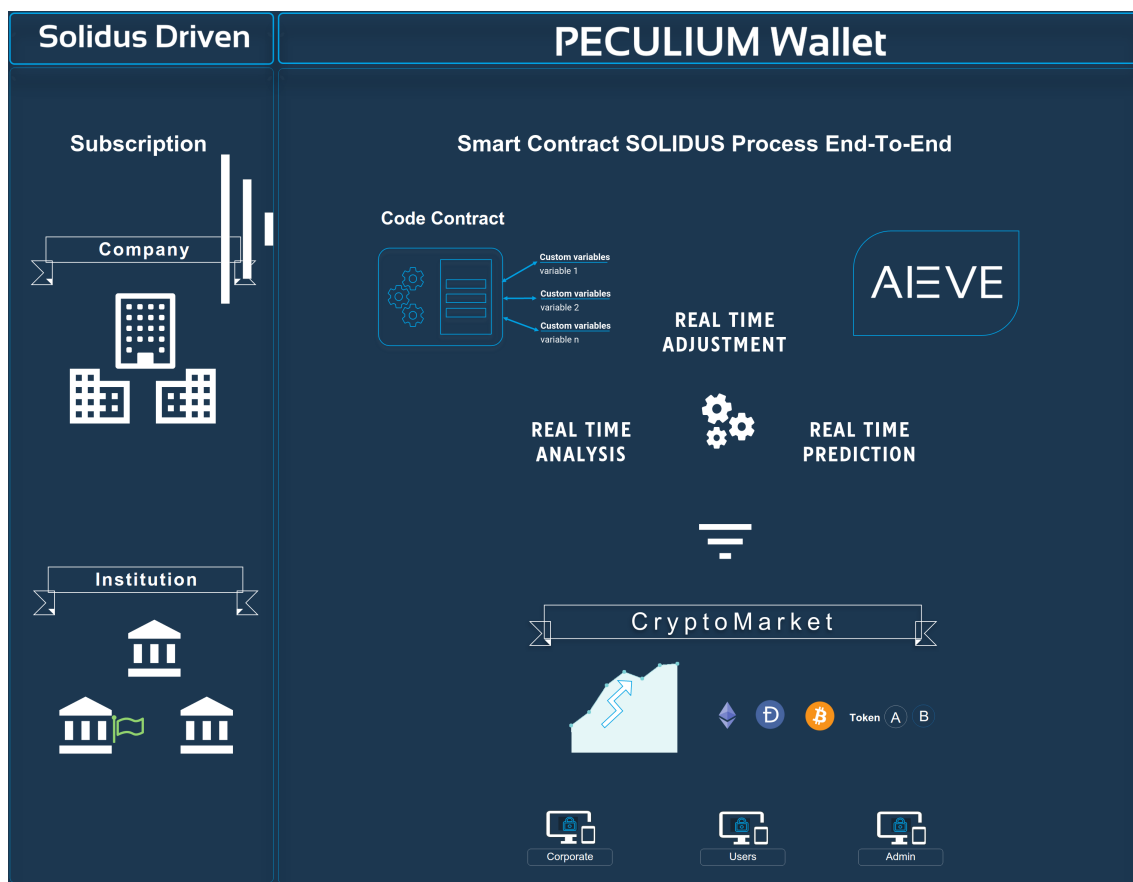 Solidus Driven
PECULIUM Wallet
Subscription
Company
Institution
Smart Contract SOLIDUS Process End-To-End
Code Contract
Custom variables
variable 1
Custom variables
variable 2
Custom variables
variable n
AIEVE
REAL TIME
ADJUSTMENT
REAL TIME
ANALYSIS
REAL TIME
PREDICTION
CryptoMarket
Token A B
Corporate
Users
Admin